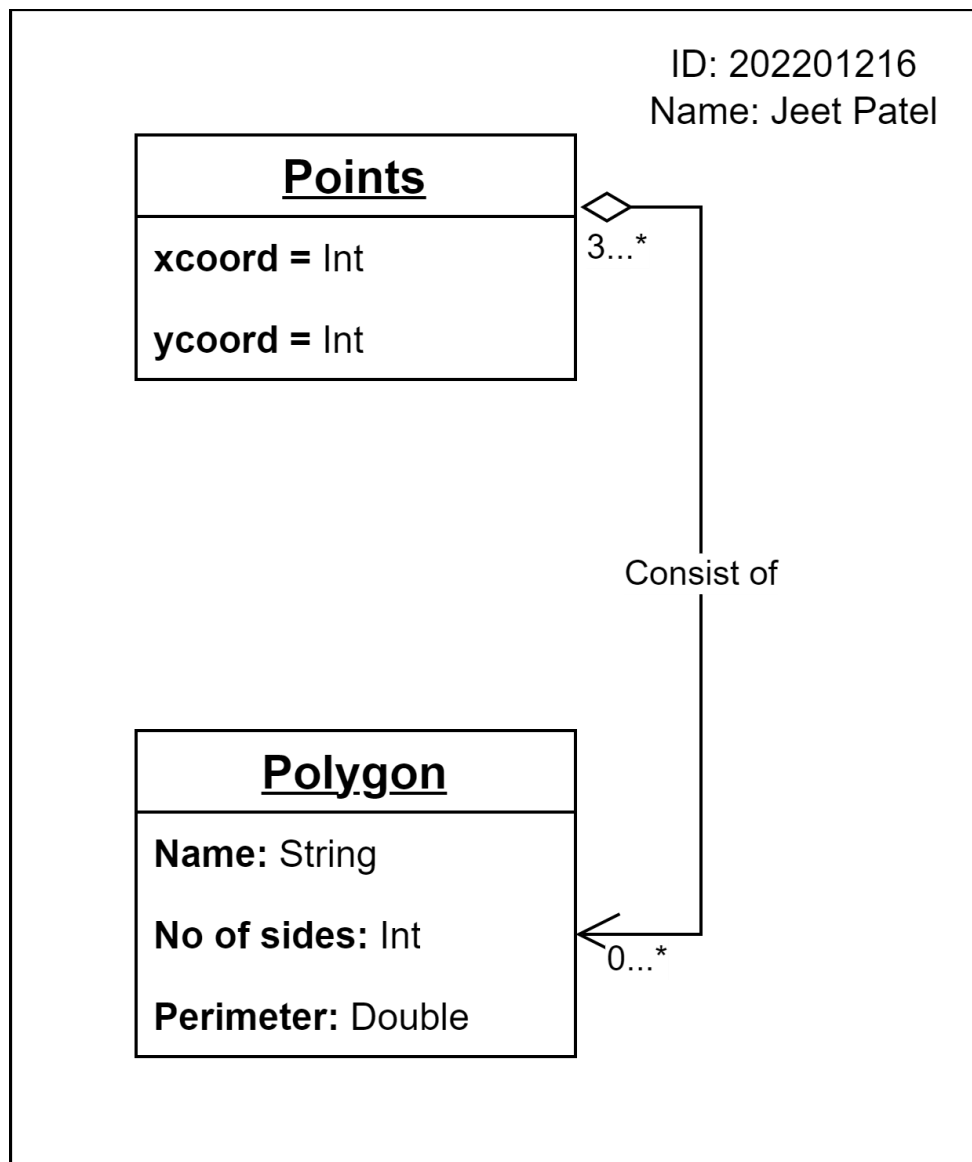 ID: 202201216
Name: Jeet Patel
Points
xcoord = Int
3...*
ycoord = Int
Consist of
Polygon
Name: String
No of sides: Int
0...*
Perimeter: Double